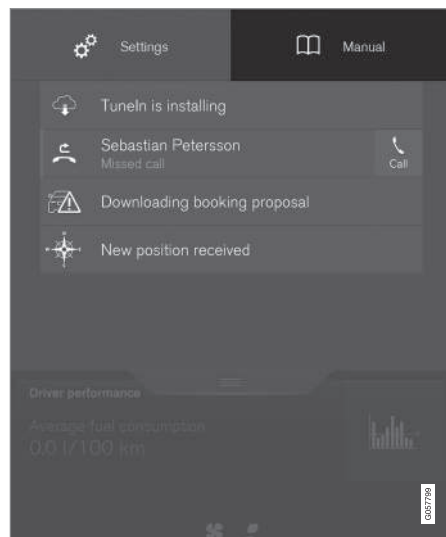 Settings
Manual
TuneIn is installing
Sebastian Petersson
Missed call
Call
Downloading booking proposal
New position received
Driver performance
Average fuel consumption
0.0 l/100 km
G057799